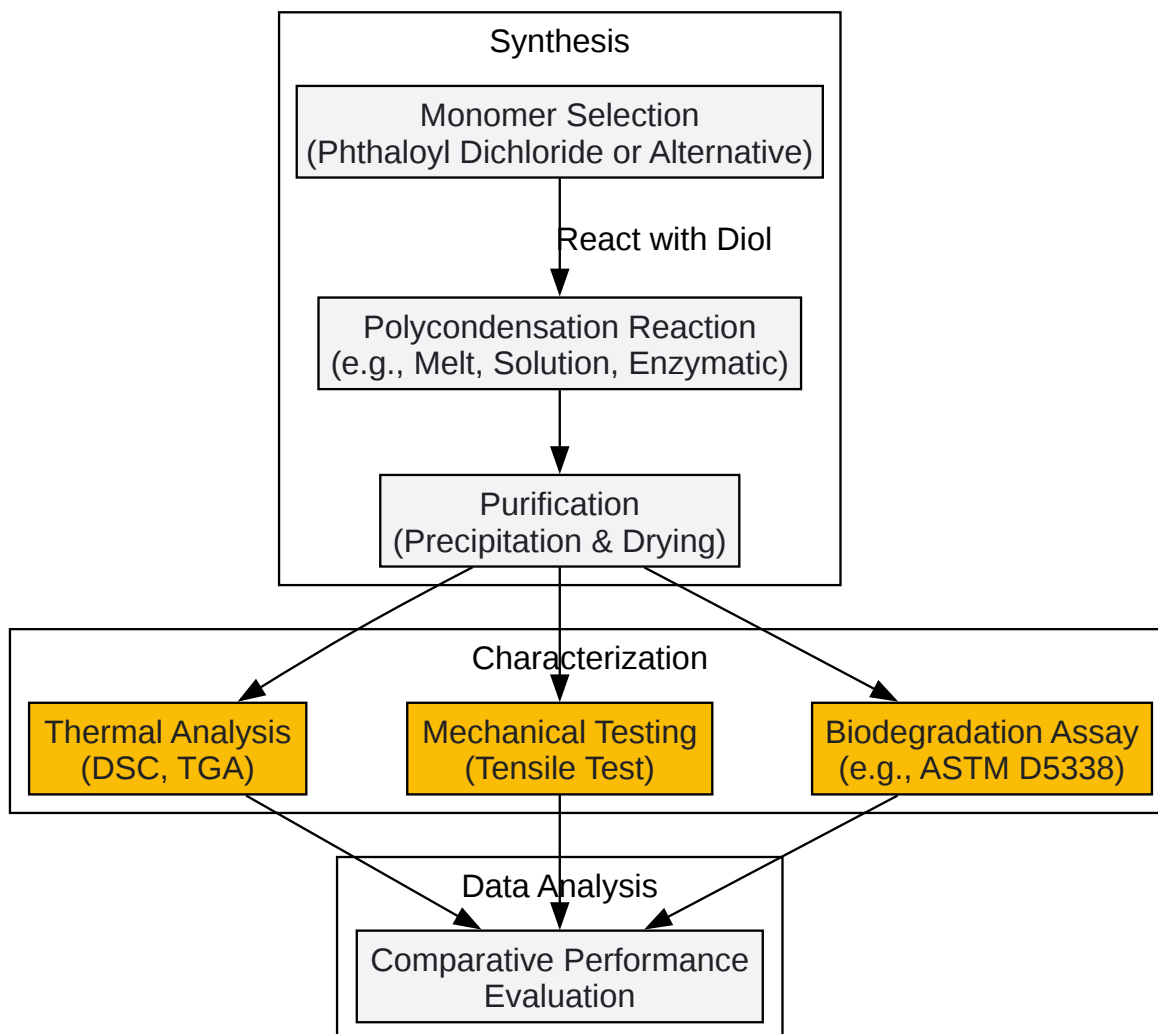 Synthesis
Monomer Selection
(Phthaloyl Dichloride or Alternative)
React with Diol
Polycondensation Reaction
(e.g., Melt, Solution, Enzymatic)
Purification
(Precipitation & Drying)
Characterization
Thermal Analysis
(DSC, TGA)
Mechanical Testing
(Tensile Test)
Biodegradation Assay
(e.g., ASTM D5338)
Data Analysis
Comparative Performance
Evaluation